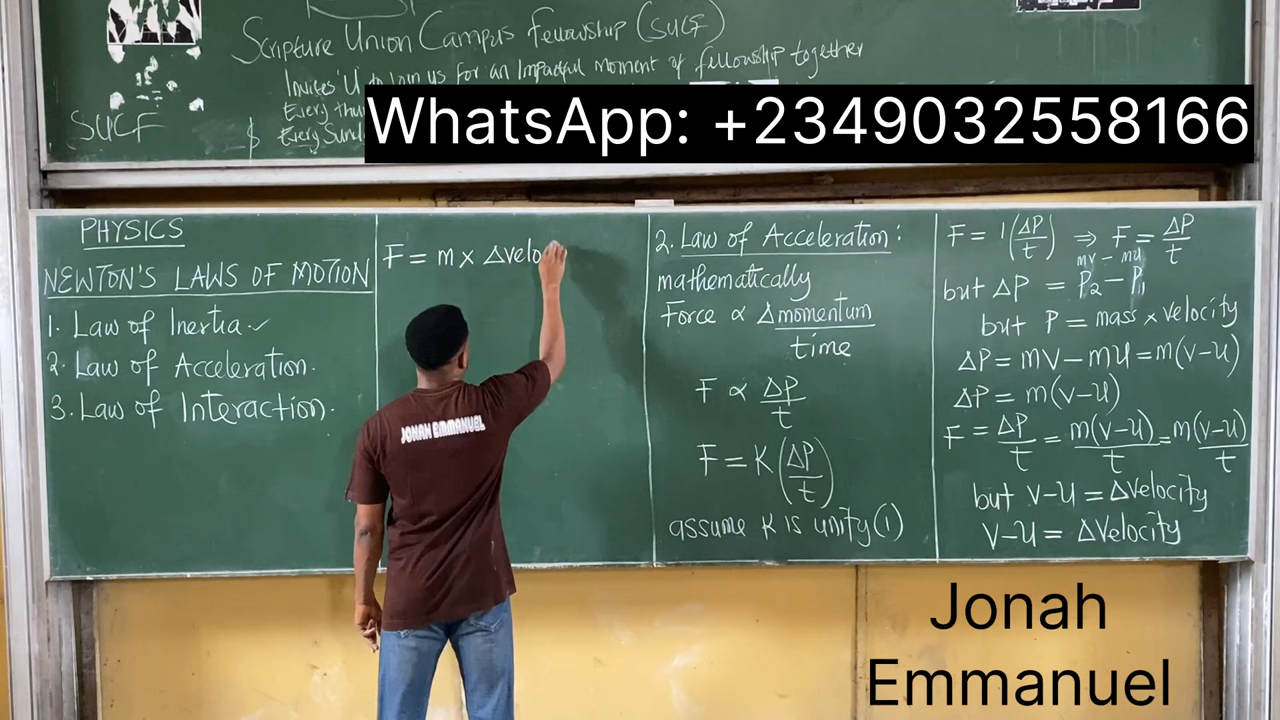 Scripture Union Campus Fellowship (SUCF)
Invites U to Join us for an Impactful moment of fellowship together
Every
SUCF
Every
WhatsApp: +2349032558166
PHYSICS
NEWTON'S LAWS OF MOTION
1. Law of Inertia ✓
2. Law of Acceleration.
3. Law of Interaction.
F = m × Δvelo
JONAH EMMANUEL
2. Law of Acceleration:
mathematically
Force ∝ Δmomentum / time
F ∝ ΔP / t
F = K (ΔP / t)
assume K is unity (1)
F = 1 (ΔP / t) ⇒ F = ΔP / t
mv − mu
but ΔP = P₂ − P₁
but P = mass × velocity
ΔP = mv − mu = m(v−u)
ΔP = m(v−u)
F = ΔP / t = m(v−u) / t = m(v−u) / t
but v−u = Δvelocity
v−u = Δvelocity
Jonah
Emmanuel